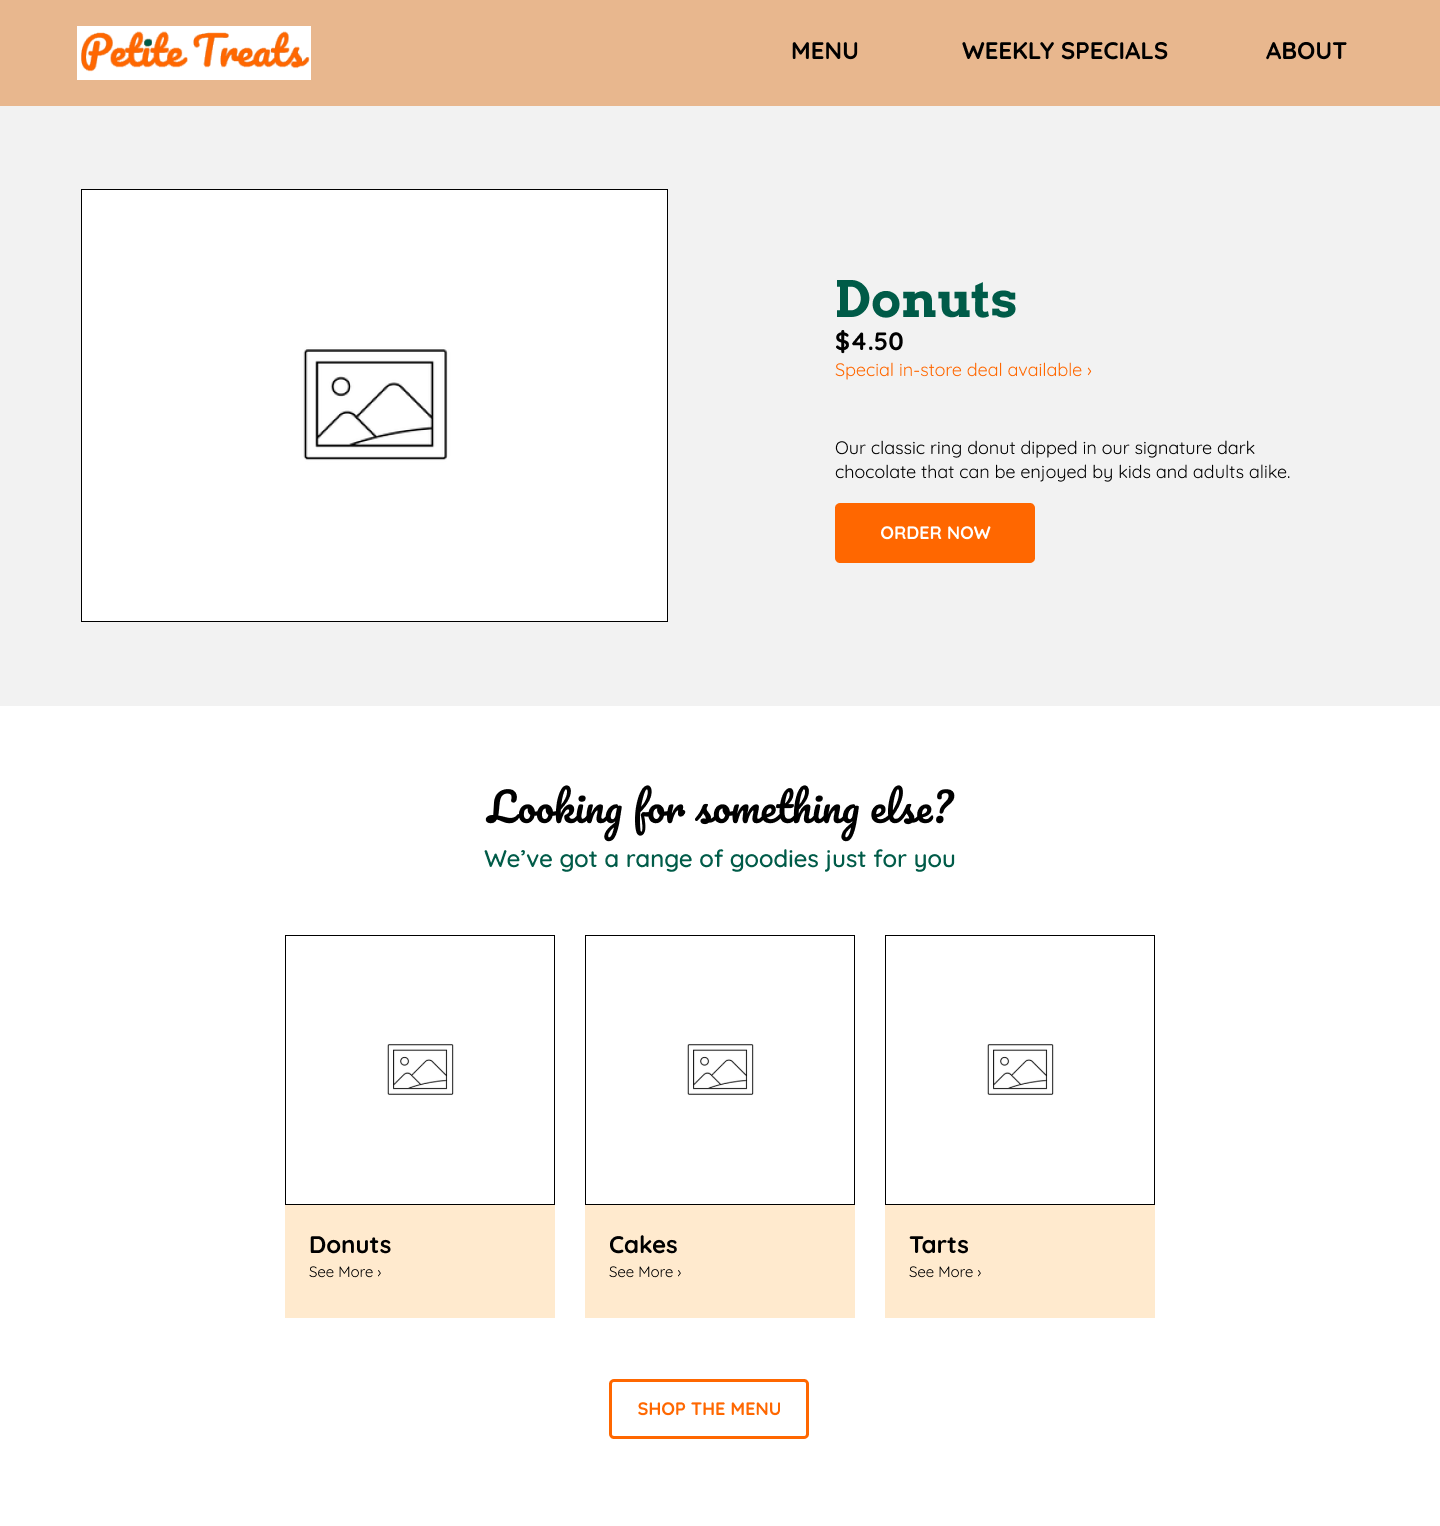 Petite Treats
MENU
WEEKLY SPECIALS
ABOUT
Donuts
$4.50
Special in-store deal available ›
Our classic ring donut dipped in our signature dark
chocolate that can be enjoyed by kids and adults alike.
ORDER NOW
Looking for something else?
We’ve got a range of goodies just for you
Donuts
See More ›
Cakes
See More ›
Tarts
See More ›
SHOP THE MENU